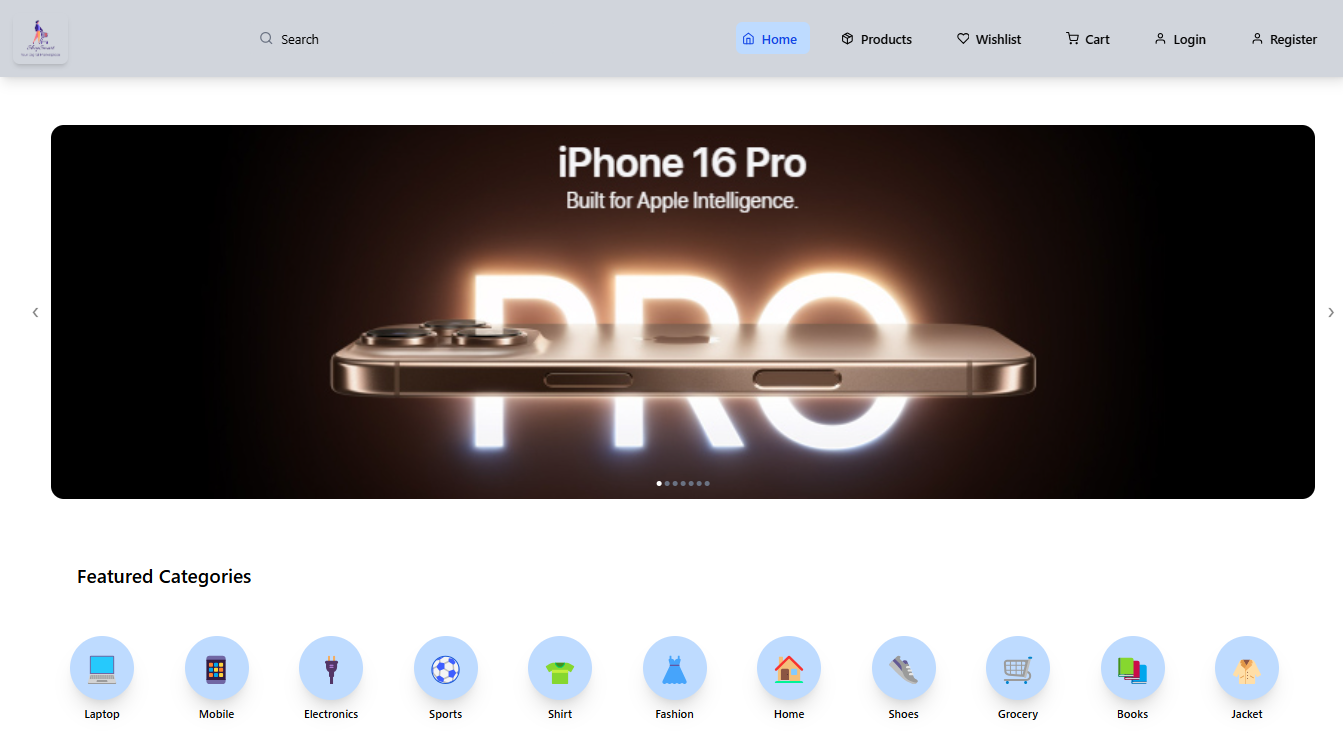 Search
Home
Products
Wishlist
Cart
Login
Register
iPhone 16 Pro
Built for Apple Intelligence.
PRO
Featured Categories
Laptop
Mobile
Electronics
Sports
Shirt
Fashion
Home
Shoes
Grocery
Books
Jacket